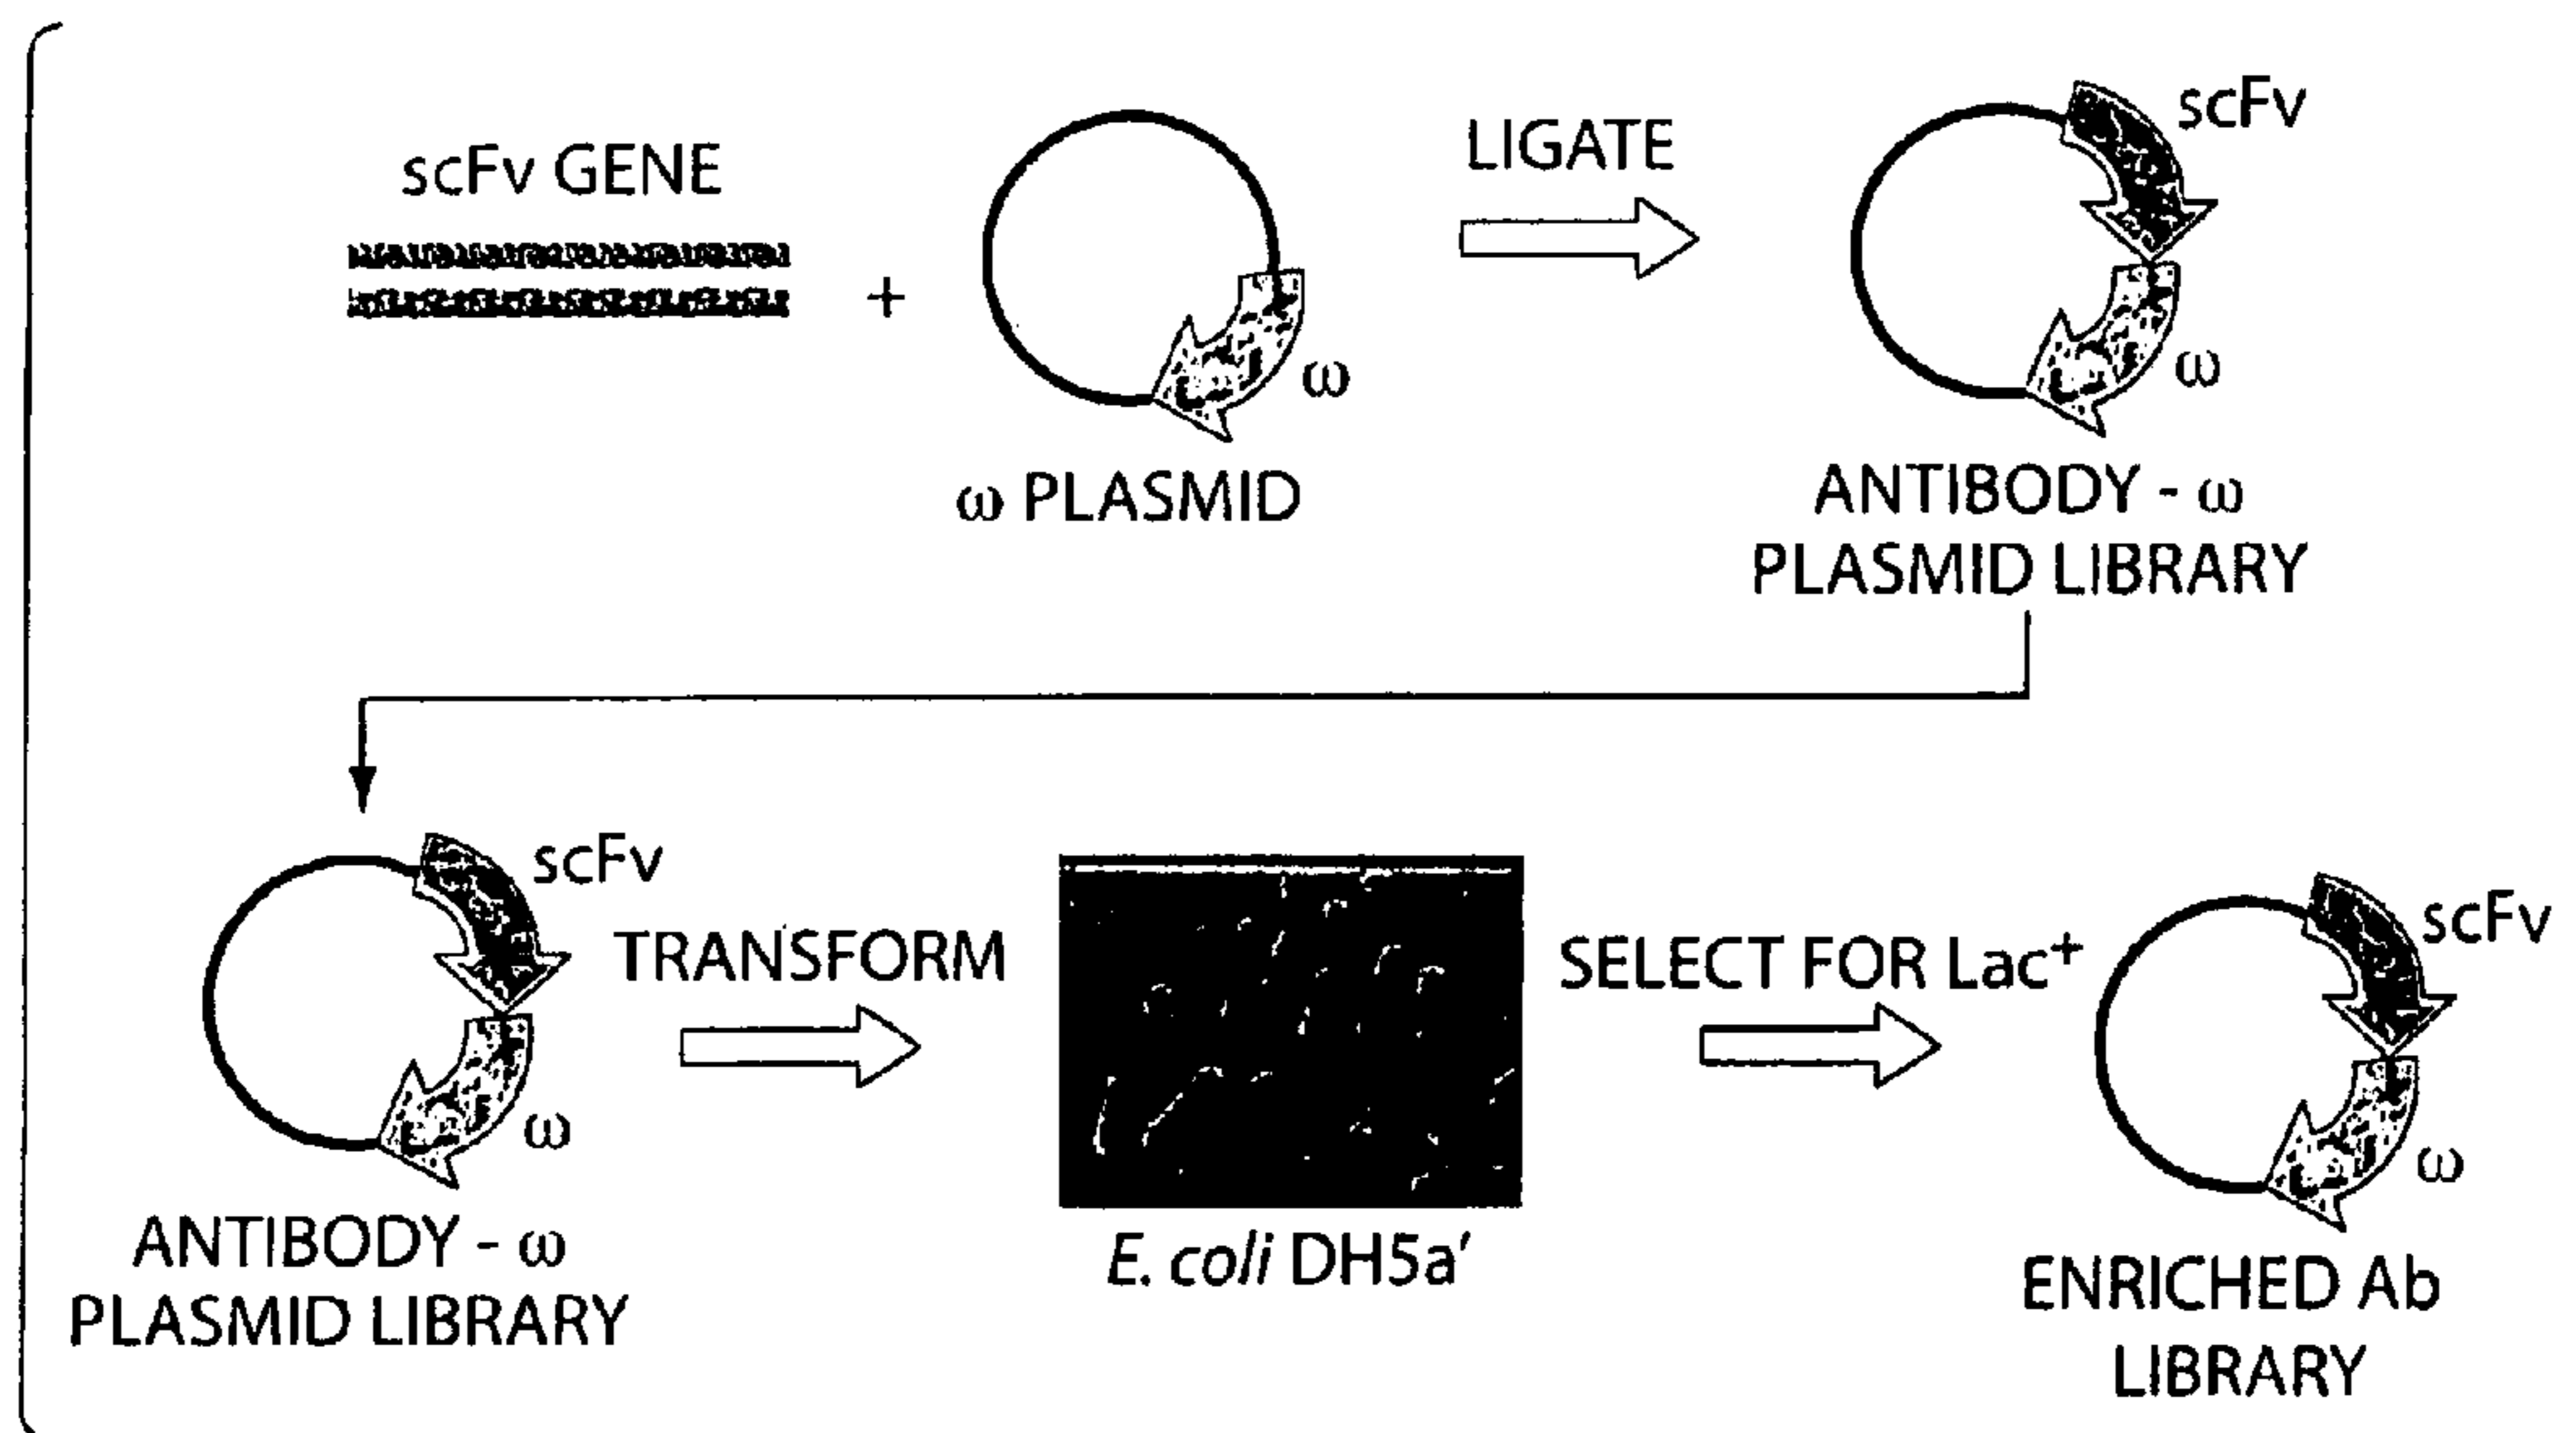 scFv GENE
+
ω
ω PLASMID
LIGATE
scFv
ω
ANTIBODY - ω
PLASMID LIBRARY
scFv
ω
ANTIBODY - ω
PLASMID LIBRARY
TRANSFORM
E. coli DH5a′
SELECT FOR Lac⁺
scFv
ω
ENRICHED Ab
LIBRARY